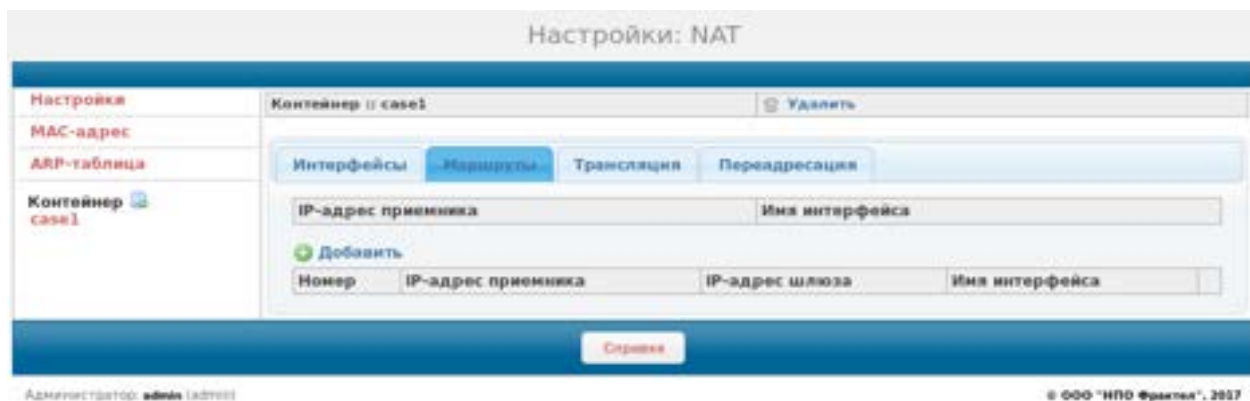 Настройки: NAT
Настройки
MAC-адрес
ARP-таблица
Контейнер
case1
Контейнер :: case1
Удалить
Интерфейсы Маршруты Трансляция Переадресация
IP-адрес приемника Имя интерфейса
Добавить
Номер IP-адрес приемника IP-адрес шлюза Имя интерфейса
Справка
Администратор: admin (admin)
© ООО "НПО Фрактел", 2017